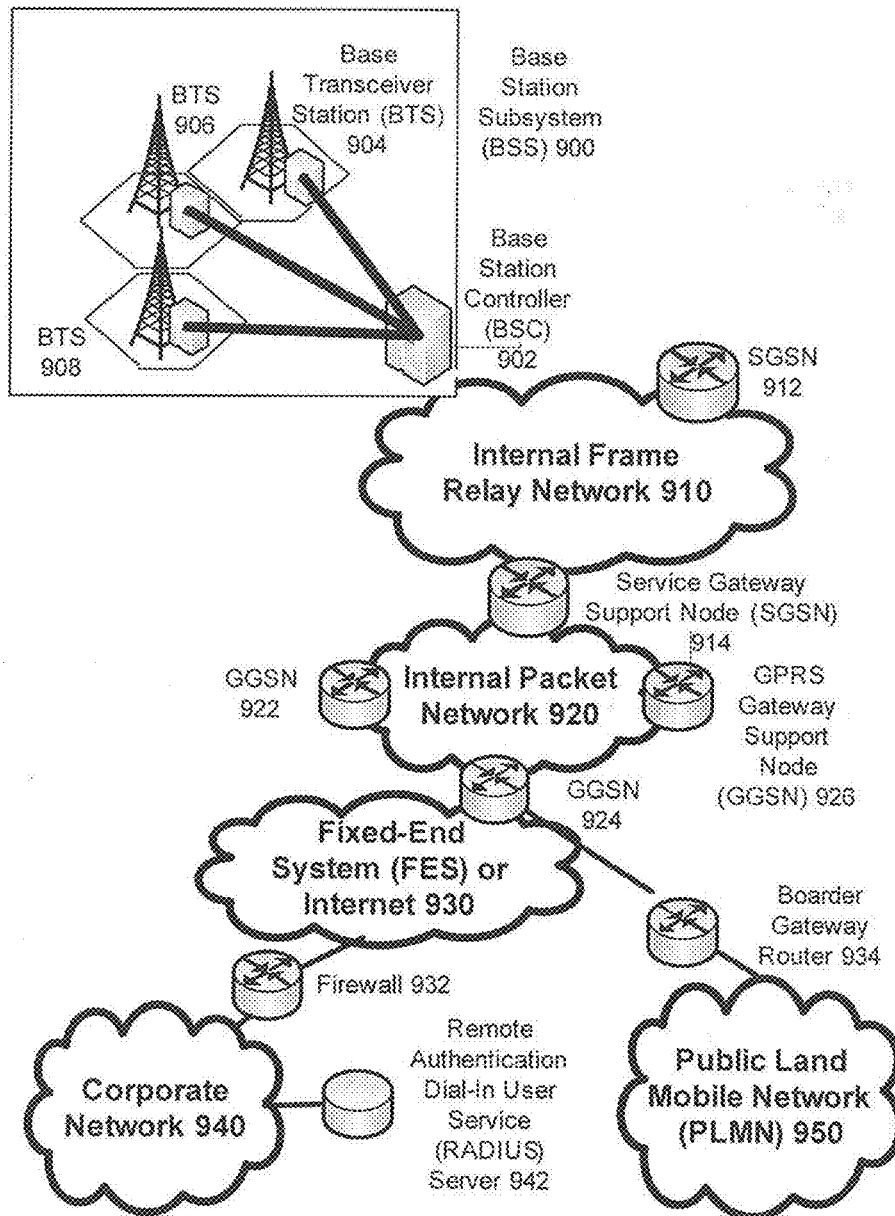 BTS
906
Base
Transceiver
Station (BTS)
904
Base
Station
Subsystem
(BSS) 900
BTS
908
Base
Station
Controller
(BSC)
902
SGSN
912
Internal Frame
Relay Network 910
Service Gateway
Support Node (SGSN)
914
GGSN
922
Internal Packet
Network 920
GPRS
Gateway
Support
Node
(GGSN) 926
GGSN
924
Fixed-End
System (FES) or
Internet 930
Boarder
Gateway
Router 934
Firewall 932
Corporate
Network 940
Remote
Authentication
Dial-In User
Service
(RADIUS)
Server 942
Public Land
Mobile Network
(PLMN) 950